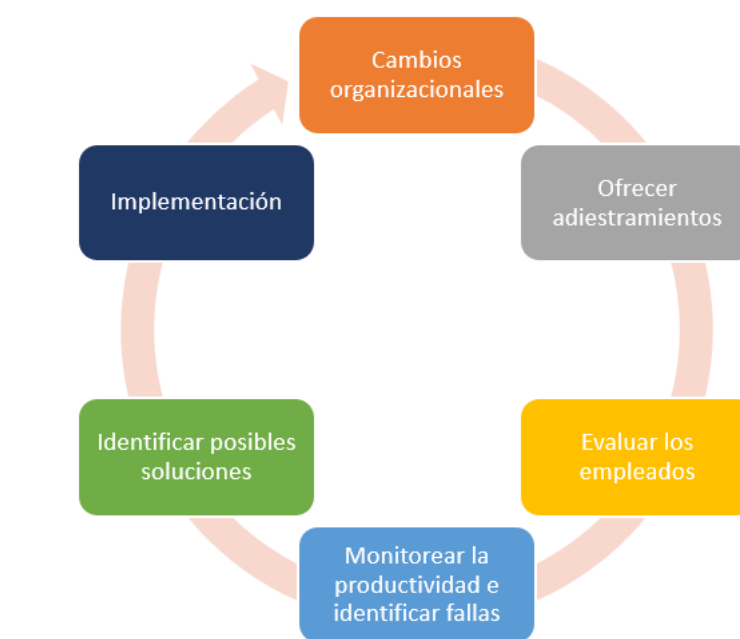 Cambios
organizacionales
Ofrecer
adiestramientos
Evaluar los
empleados
Monitorear la
productividad e
identificar fallas
Identificar posibles
soluciones
Implementación